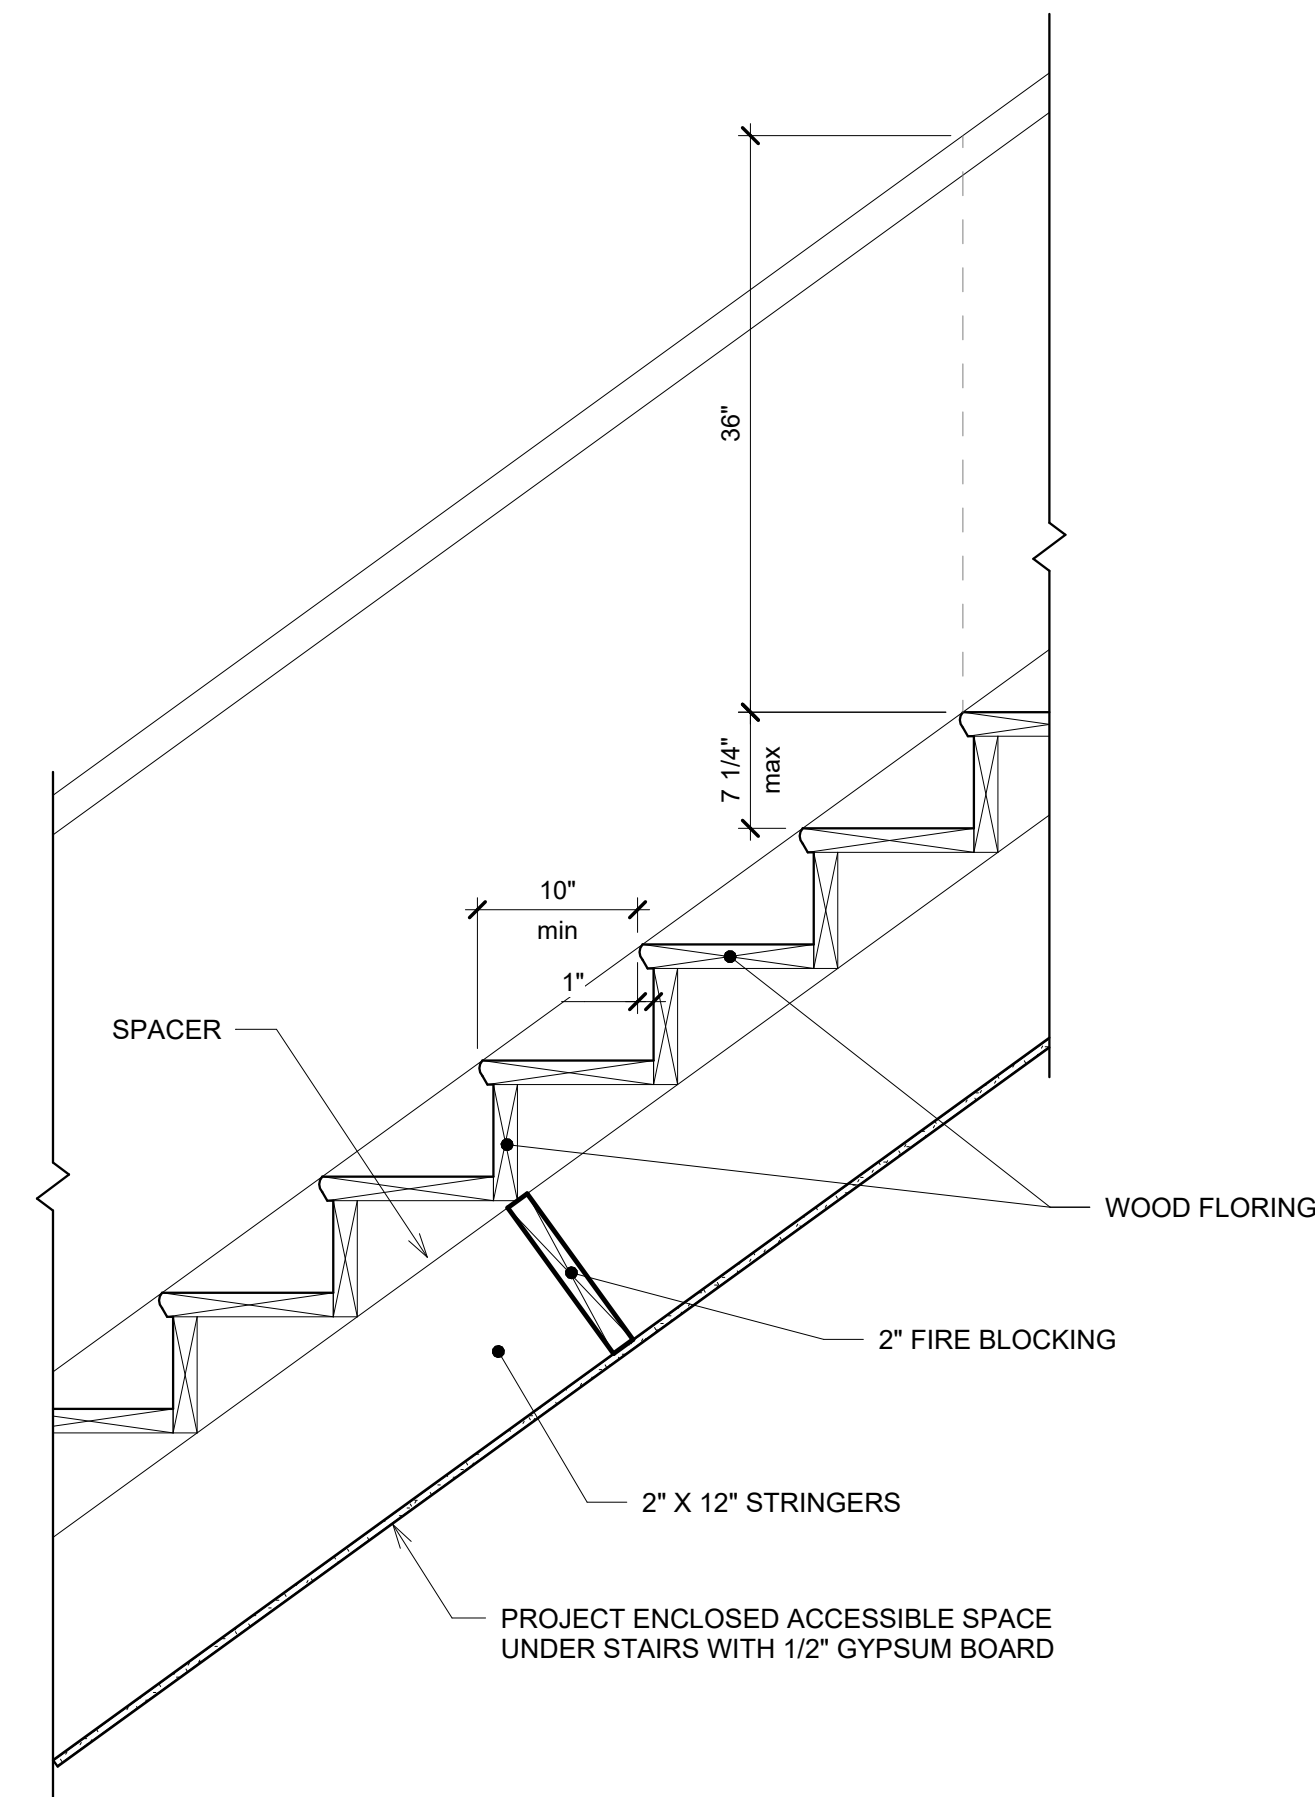 36"
7 1/4"
max
10"
min
1"
SPACER
WOOD FLORING
2" FIRE BLOCKING
2" X 12" STRINGERS
PROJECT ENCLOSED ACCESSIBLE SPACE
UNDER STAIRS WITH 1/2" GYPSUM BOARD